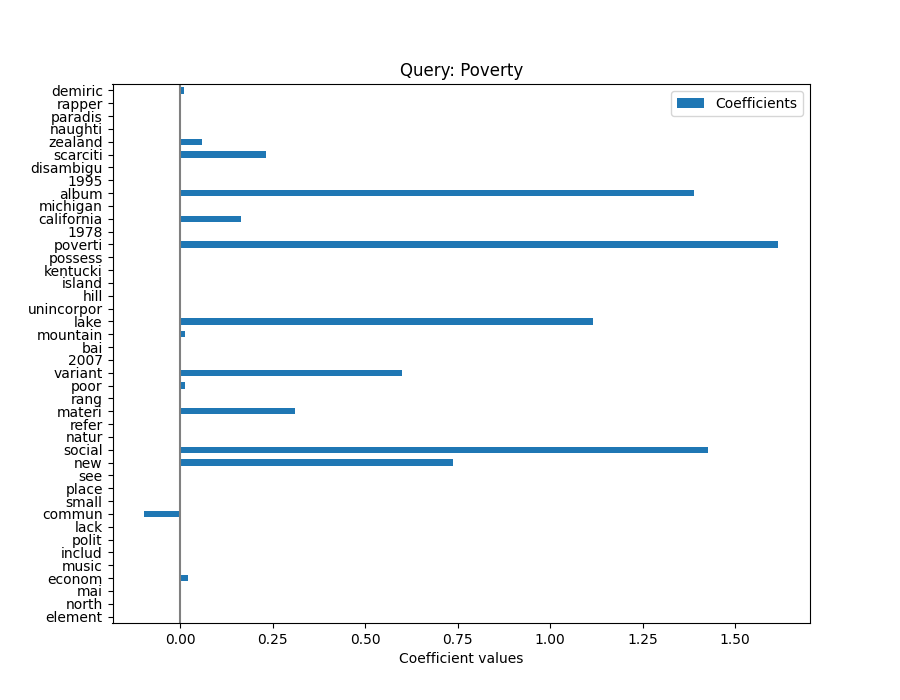 Query: Poverty
Coefficients
demiric
rapper
paradis
naughti
zealand
scarciti
disambigu
1995
album
michigan
california
1978
poverti
possess
kentucki
island
hill
unincorpor
lake
mountain
bai
2007
variant
poor
rang
materi
refer
natur
social
new
see
place
small
commun
lack
polit
includ
music
econom
mai
north
element
0.00 0.25 0.50 0.75 1.00 1.25 1.50
Coefficient values